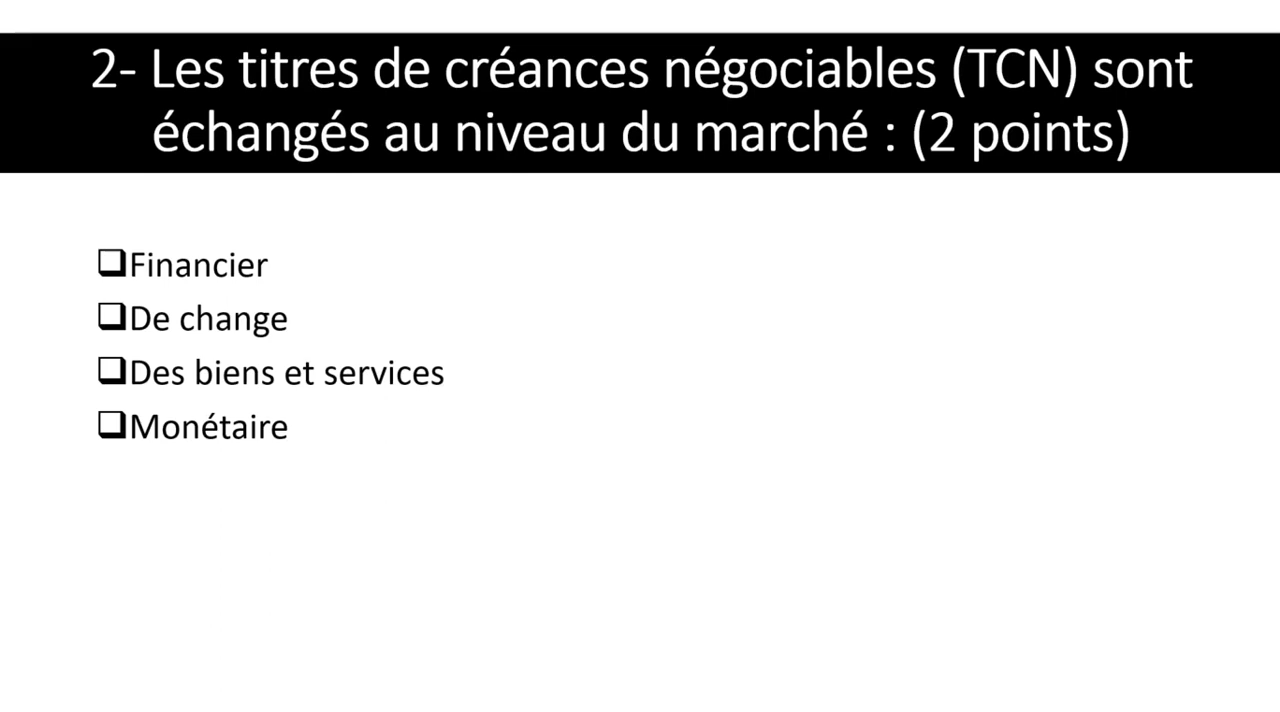 2- Les titres de créances négociables (TCN) sont
échangés au niveau du marché : (2 points)
❑Financier
❑De change
❑Des biens et services
❑Monétaire